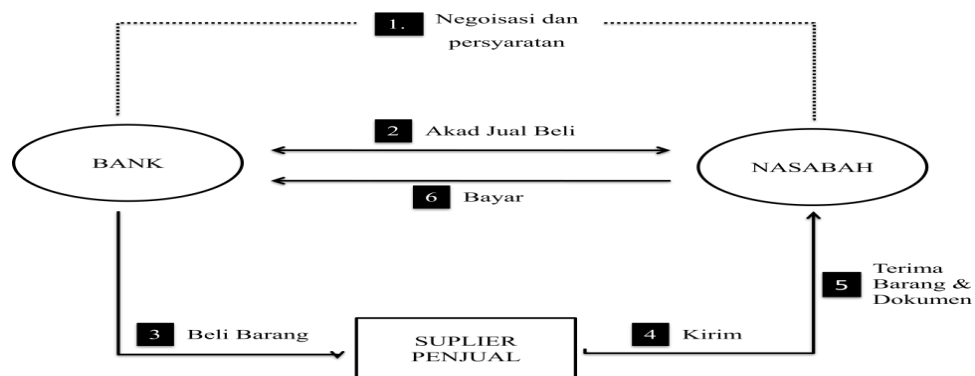 1. Negoisasi dan
persyaratan
2 Akad Jual Beli
BANK
NASABAH
6 Bayar
5 Terima
Barang &
Dokumen
3 Beli Barang
SUPLIER
PENJUAL
4 Kirim